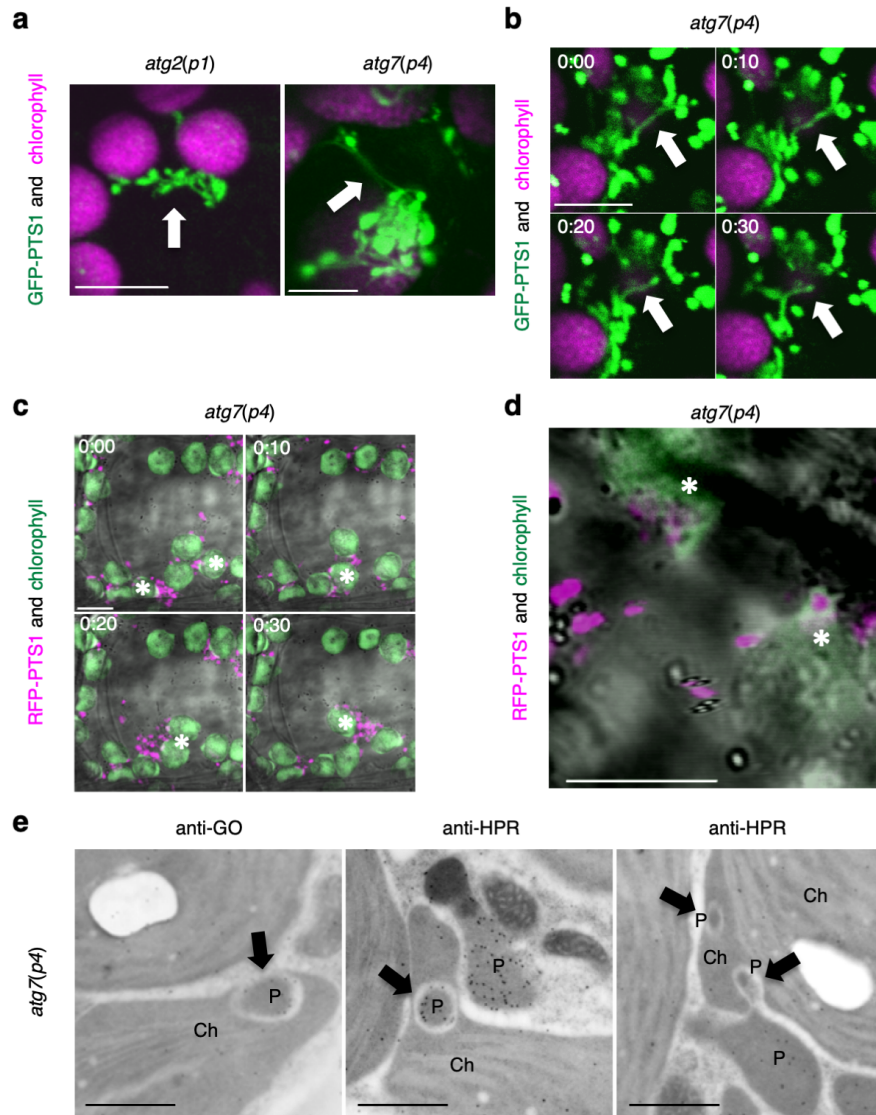 a
atg2(p1)
atg7(p4)
GFP-PTS1 and chlorophyll
b
atg7(p4)
GFP-PTS1 and chlorophyll
0:00
0:10
0:20
0:30
c
atg7(p4)
RFP-PTS1 and chlorophyll
0:00
0:10
*
*
*
0:20
0:30
*
*
d
atg7(p4)
RFP-PTS1 and chlorophyll
*
*
e
anti-GO
anti-HPR
anti-HPR
atg7(p4)
P
Ch
P
P
Ch
P
Ch
Ch
P
P